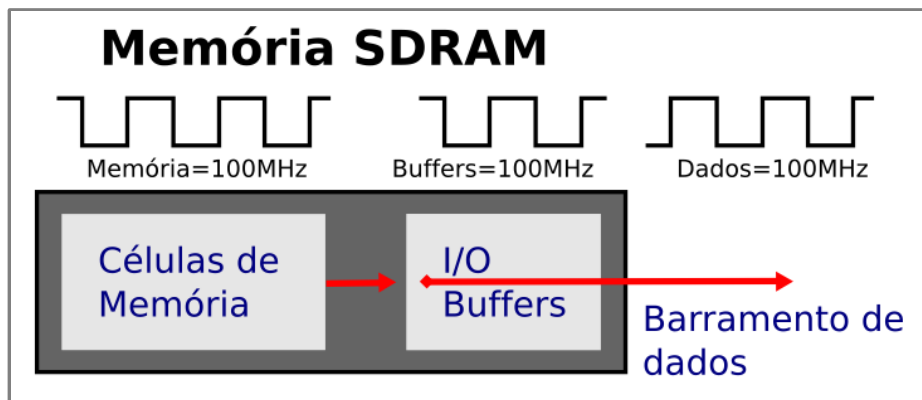 Memória SDRAM
Memória=100MHz
Buffers=100MHz
Dados=100MHz
Células de
Memória
I/O
Buffers
Barramento de
dados